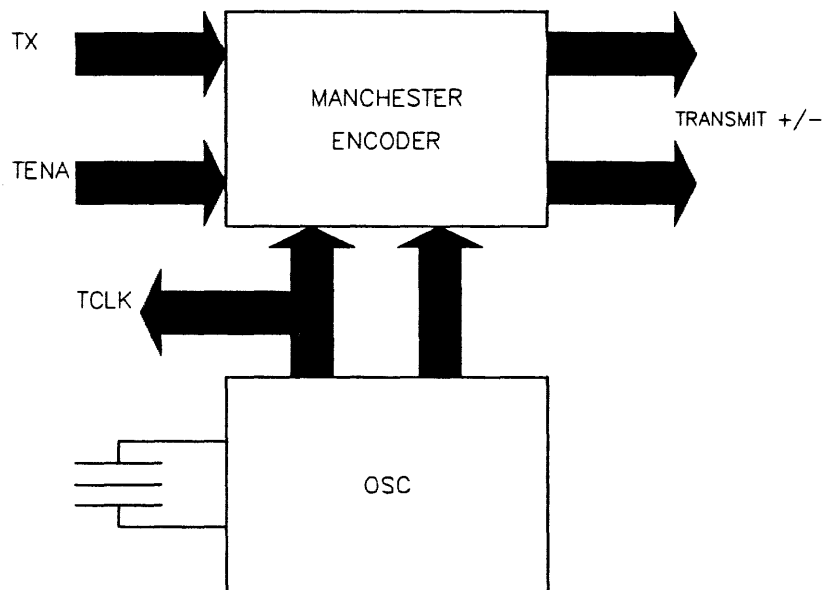 TX
MANCHESTER
ENCODER
TRANSMIT +/-
TENA
TCLK
OSC